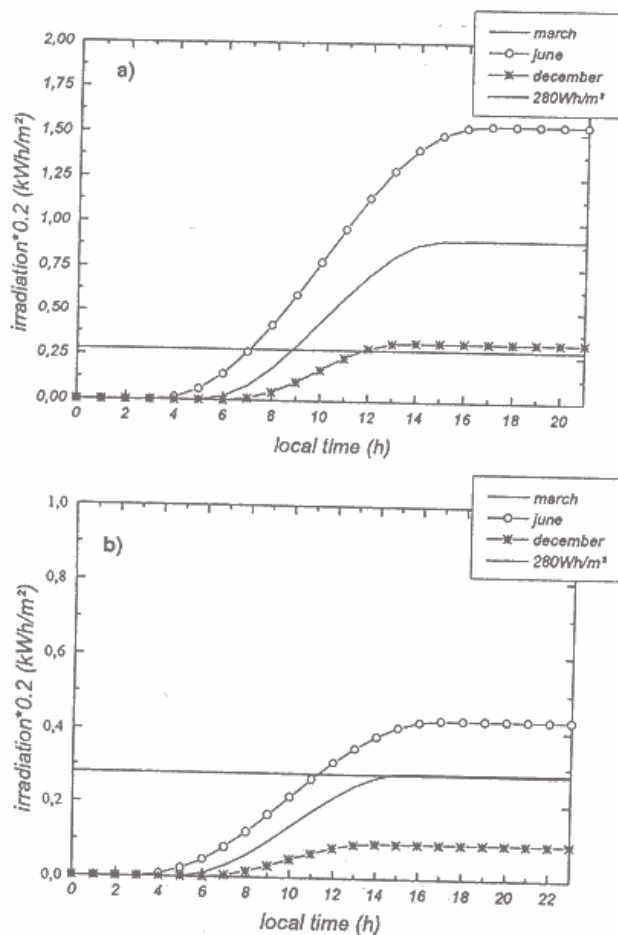 march
june
december
280Wh/m²
a)
2,00
1,75
1,50
1,25
1,00
0,75
0,50
0,25
0,00
irradiation*0.2 (kWh/m²)
0 2 4 6 8 10 12 14 16 18 20
local time (h)
march
june
december
280Wh/m²
b)
1,0
0,8
0,6
0,4
0,2
0,0
irradiation*0.2 (kWh/m²)
0 2 4 6 8 10 12 14 16 18 20 22
local time (h)